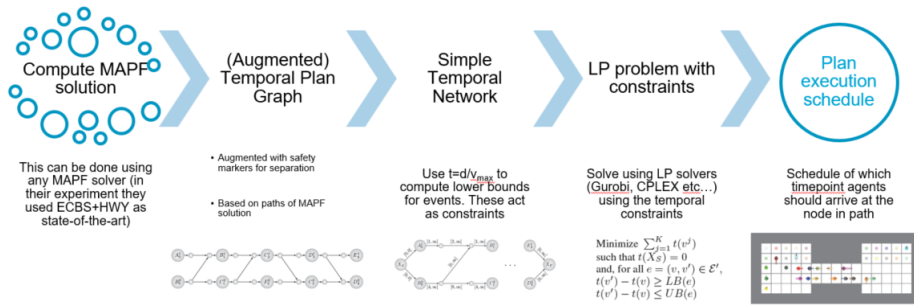 Compute MAPF
solution
(Augmented)
Temporal Plan
Graph
Simple
Temporal
Network
LP problem with
constraints
Plan
execution
schedule
This can be done using
any MAPF solver (in
their experiment they
used ECBS+HWY as
state-of-the-art)
• Augmented with safety
markers for separation
• Based on paths of MAPF
solution
Use t=d/v_max to
compute lower bounds
for events. These act
as constraints
Solve using LP solvers
(Gurobi, CPLEX etc…)
using the temporal
constraints
Minimize ∑_{j=1}^{K} t(v^j)
such that t(X_S) = 0
and, for all e = (v, v′) ∈ ℰ′,
t(v′) − t(v) ≥ LB(e)
t(v′) − t(v) ≤ UB(e)
Schedule of which
timepoint agents
should arrive at the
node in path